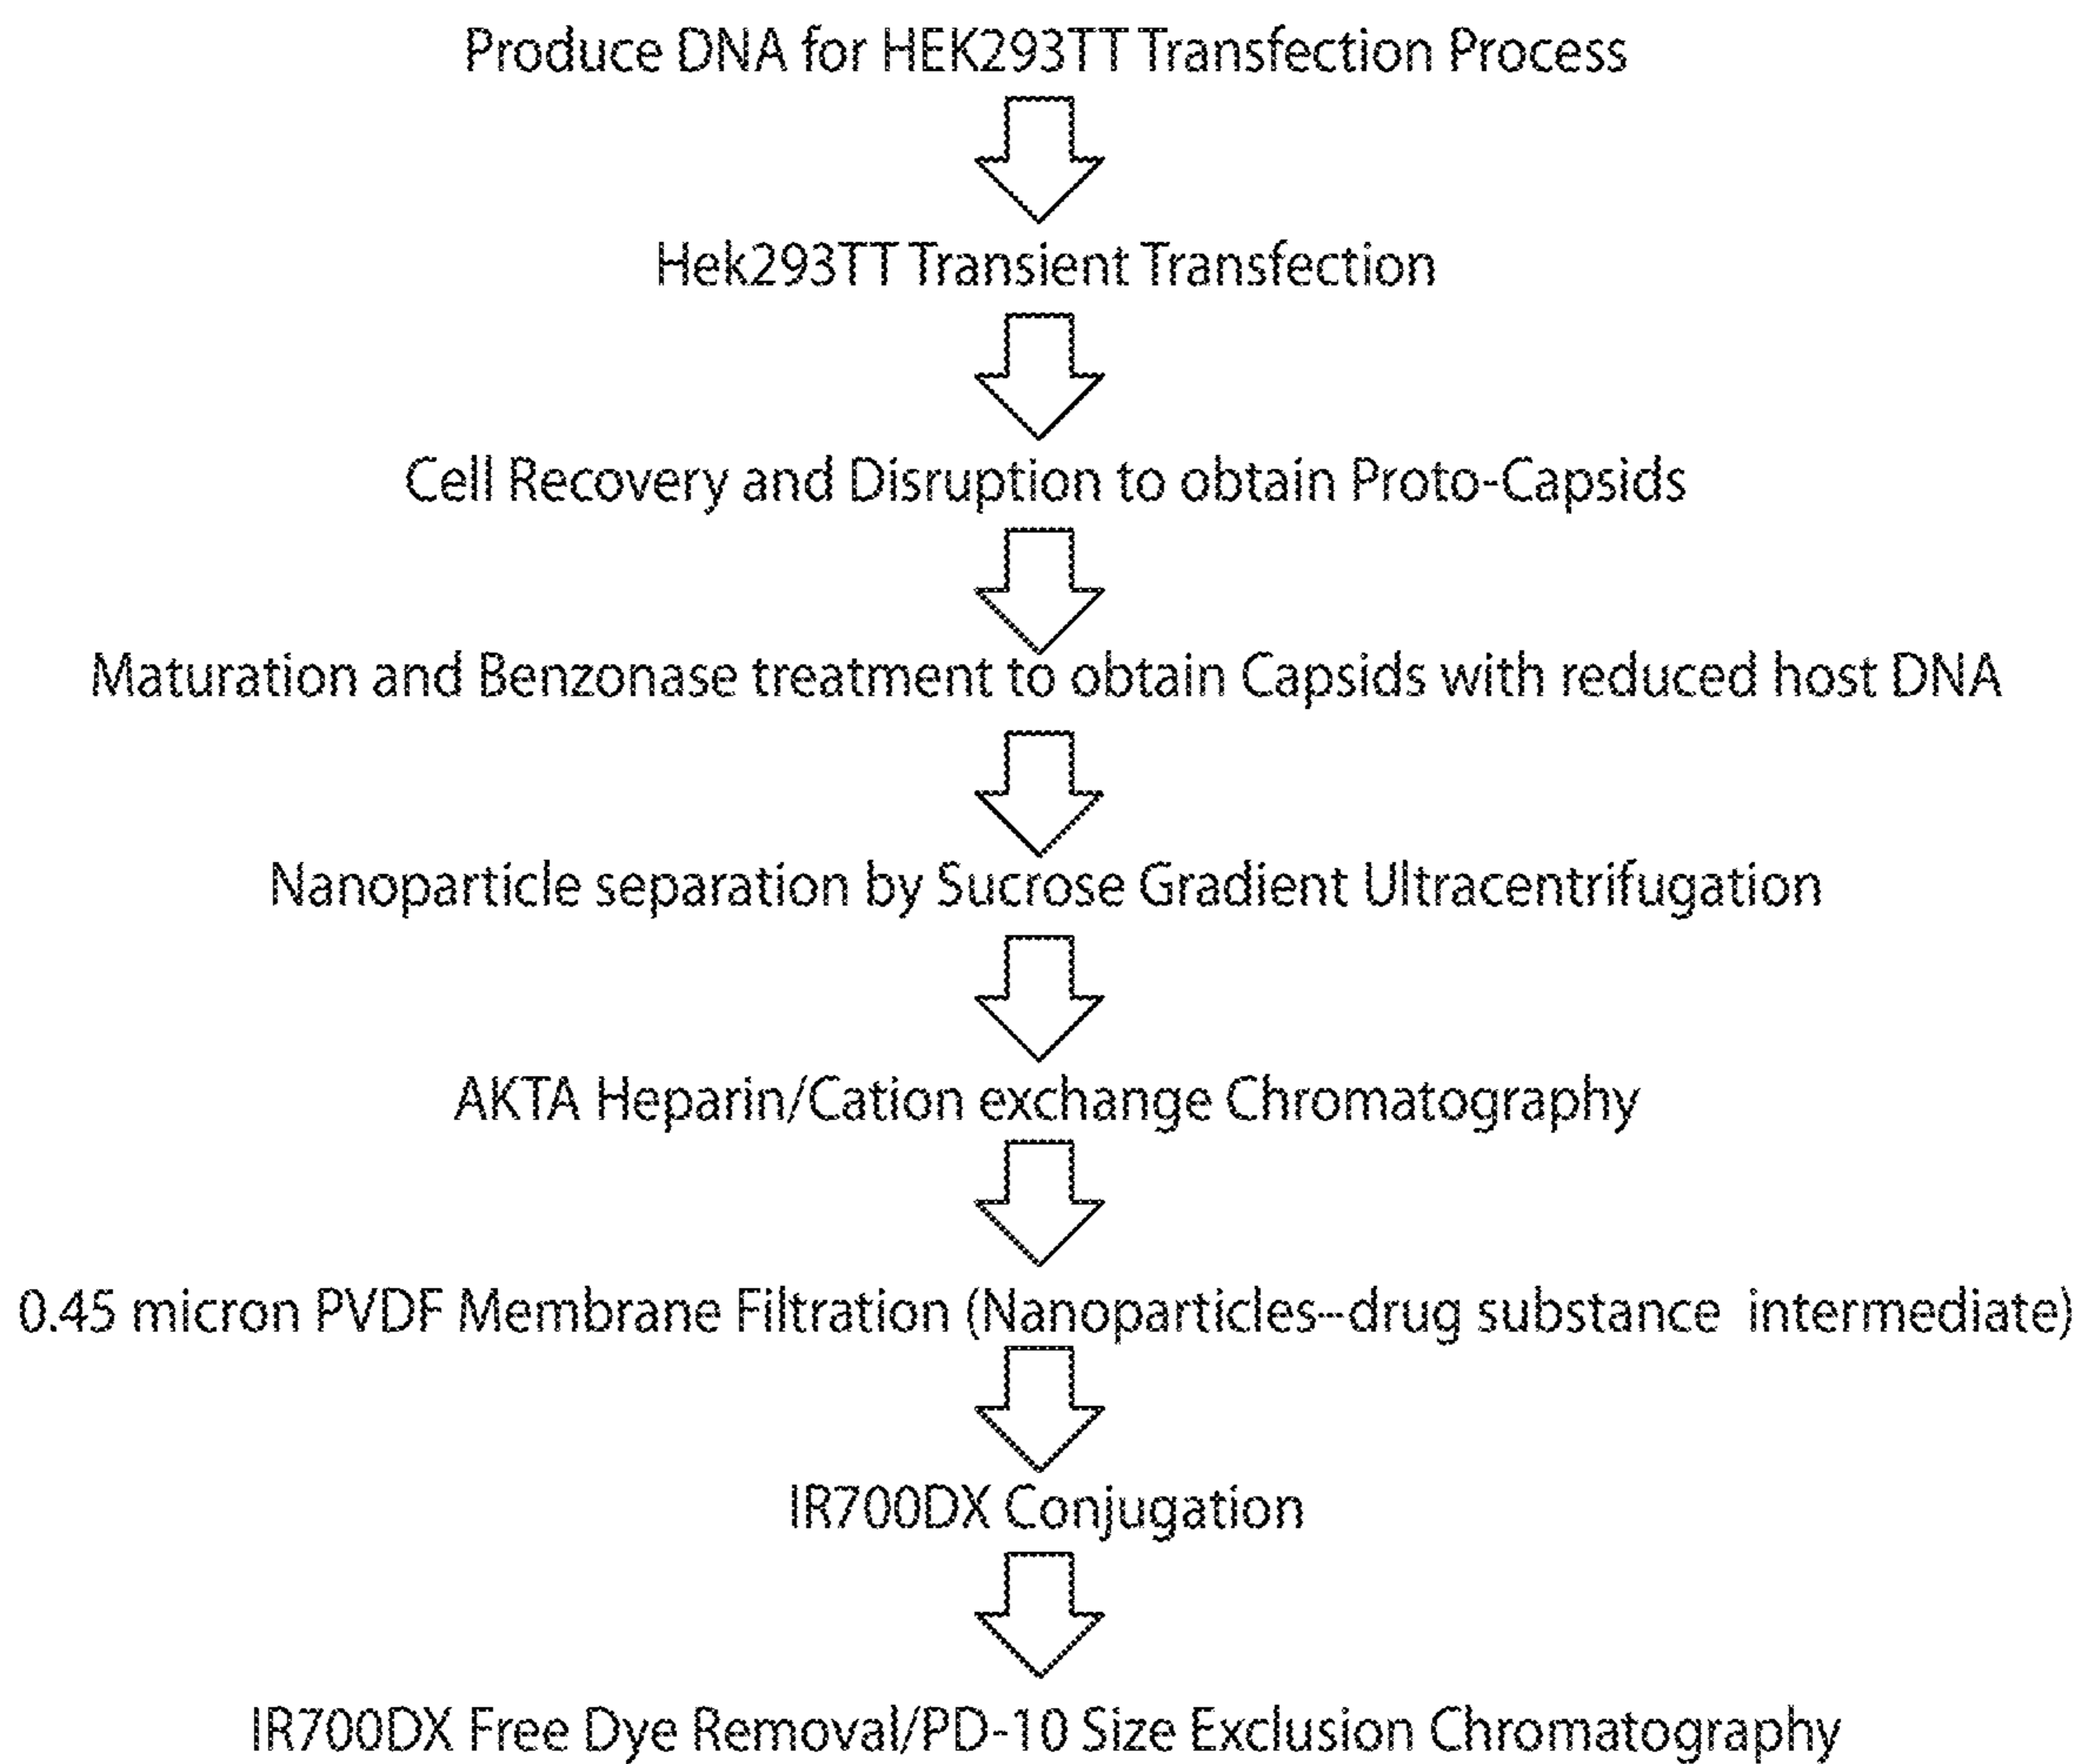 Produce DNA for HEK293TT Transfection Process
Hek293TT Transient Transfection
Cell Recovery and Disruption to obtain Proto-Capsids
Maturation and Benzonase treatment to obtain Capsids with reduced host DNA
Nanoparticle separation by Sucrose Gradient Ultracentrifugation
AKTA Heparin/Cation exchange Chromatography
0.45 micron PVDF Membrane Filtration (Nanoparticles--drug substance intermediate)
IR700DX Conjugation
IR700DX Free Dye Removal/PD-10 Size Exclusion Chromatography